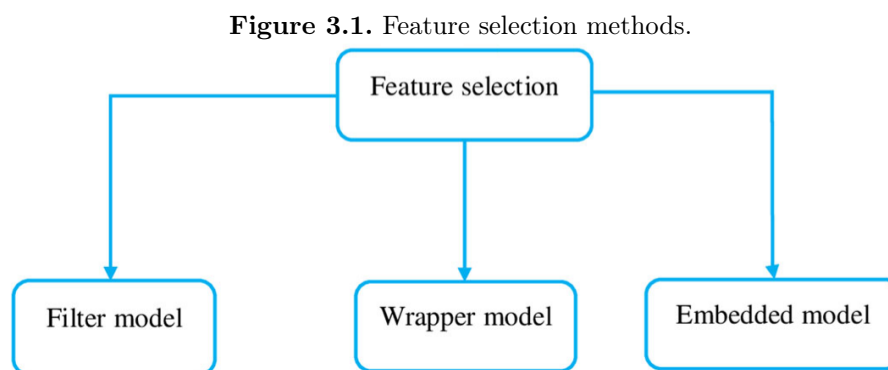 Figure 3.1. Feature selection methods.
Feature selection
Filter model
Wrapper model
Embedded model